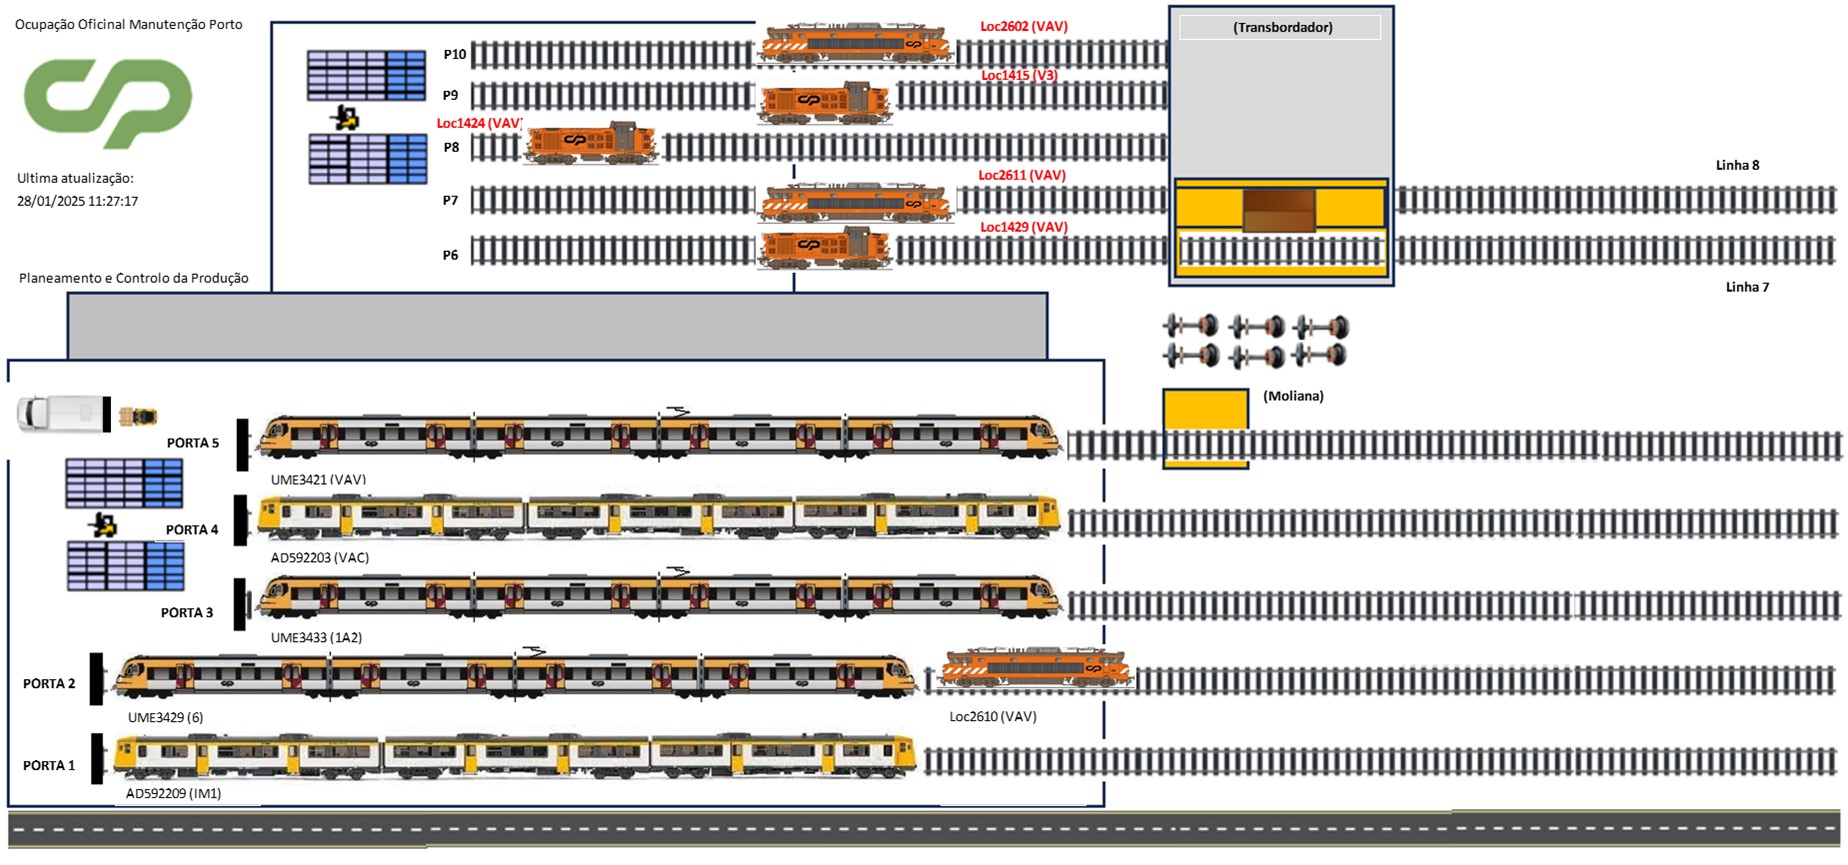 Ocupação Oficinal Manutenção Porto
CP
Ultima atualização:
28/01/2025 11:27:17
Planeamento e Controlo da Produção
P10
Loc2602 (VAV)
(Transbordador)
P9
Loc1415 (V3)
Loc1424 (VAV)
P8
P7
Loc2611 (VAV)
Linha 8
P6
Loc1429 (VAV)
Linha 7
(Moliana)
PORTA 5
UME3421 (VAV)
PORTA 4
AD592203 (VAC)
PORTA 3
UME3433 (1A2)
PORTA 2
UME3429 (6)
Loc2610 (VAV)
PORTA 1
AD592209 (IM1)